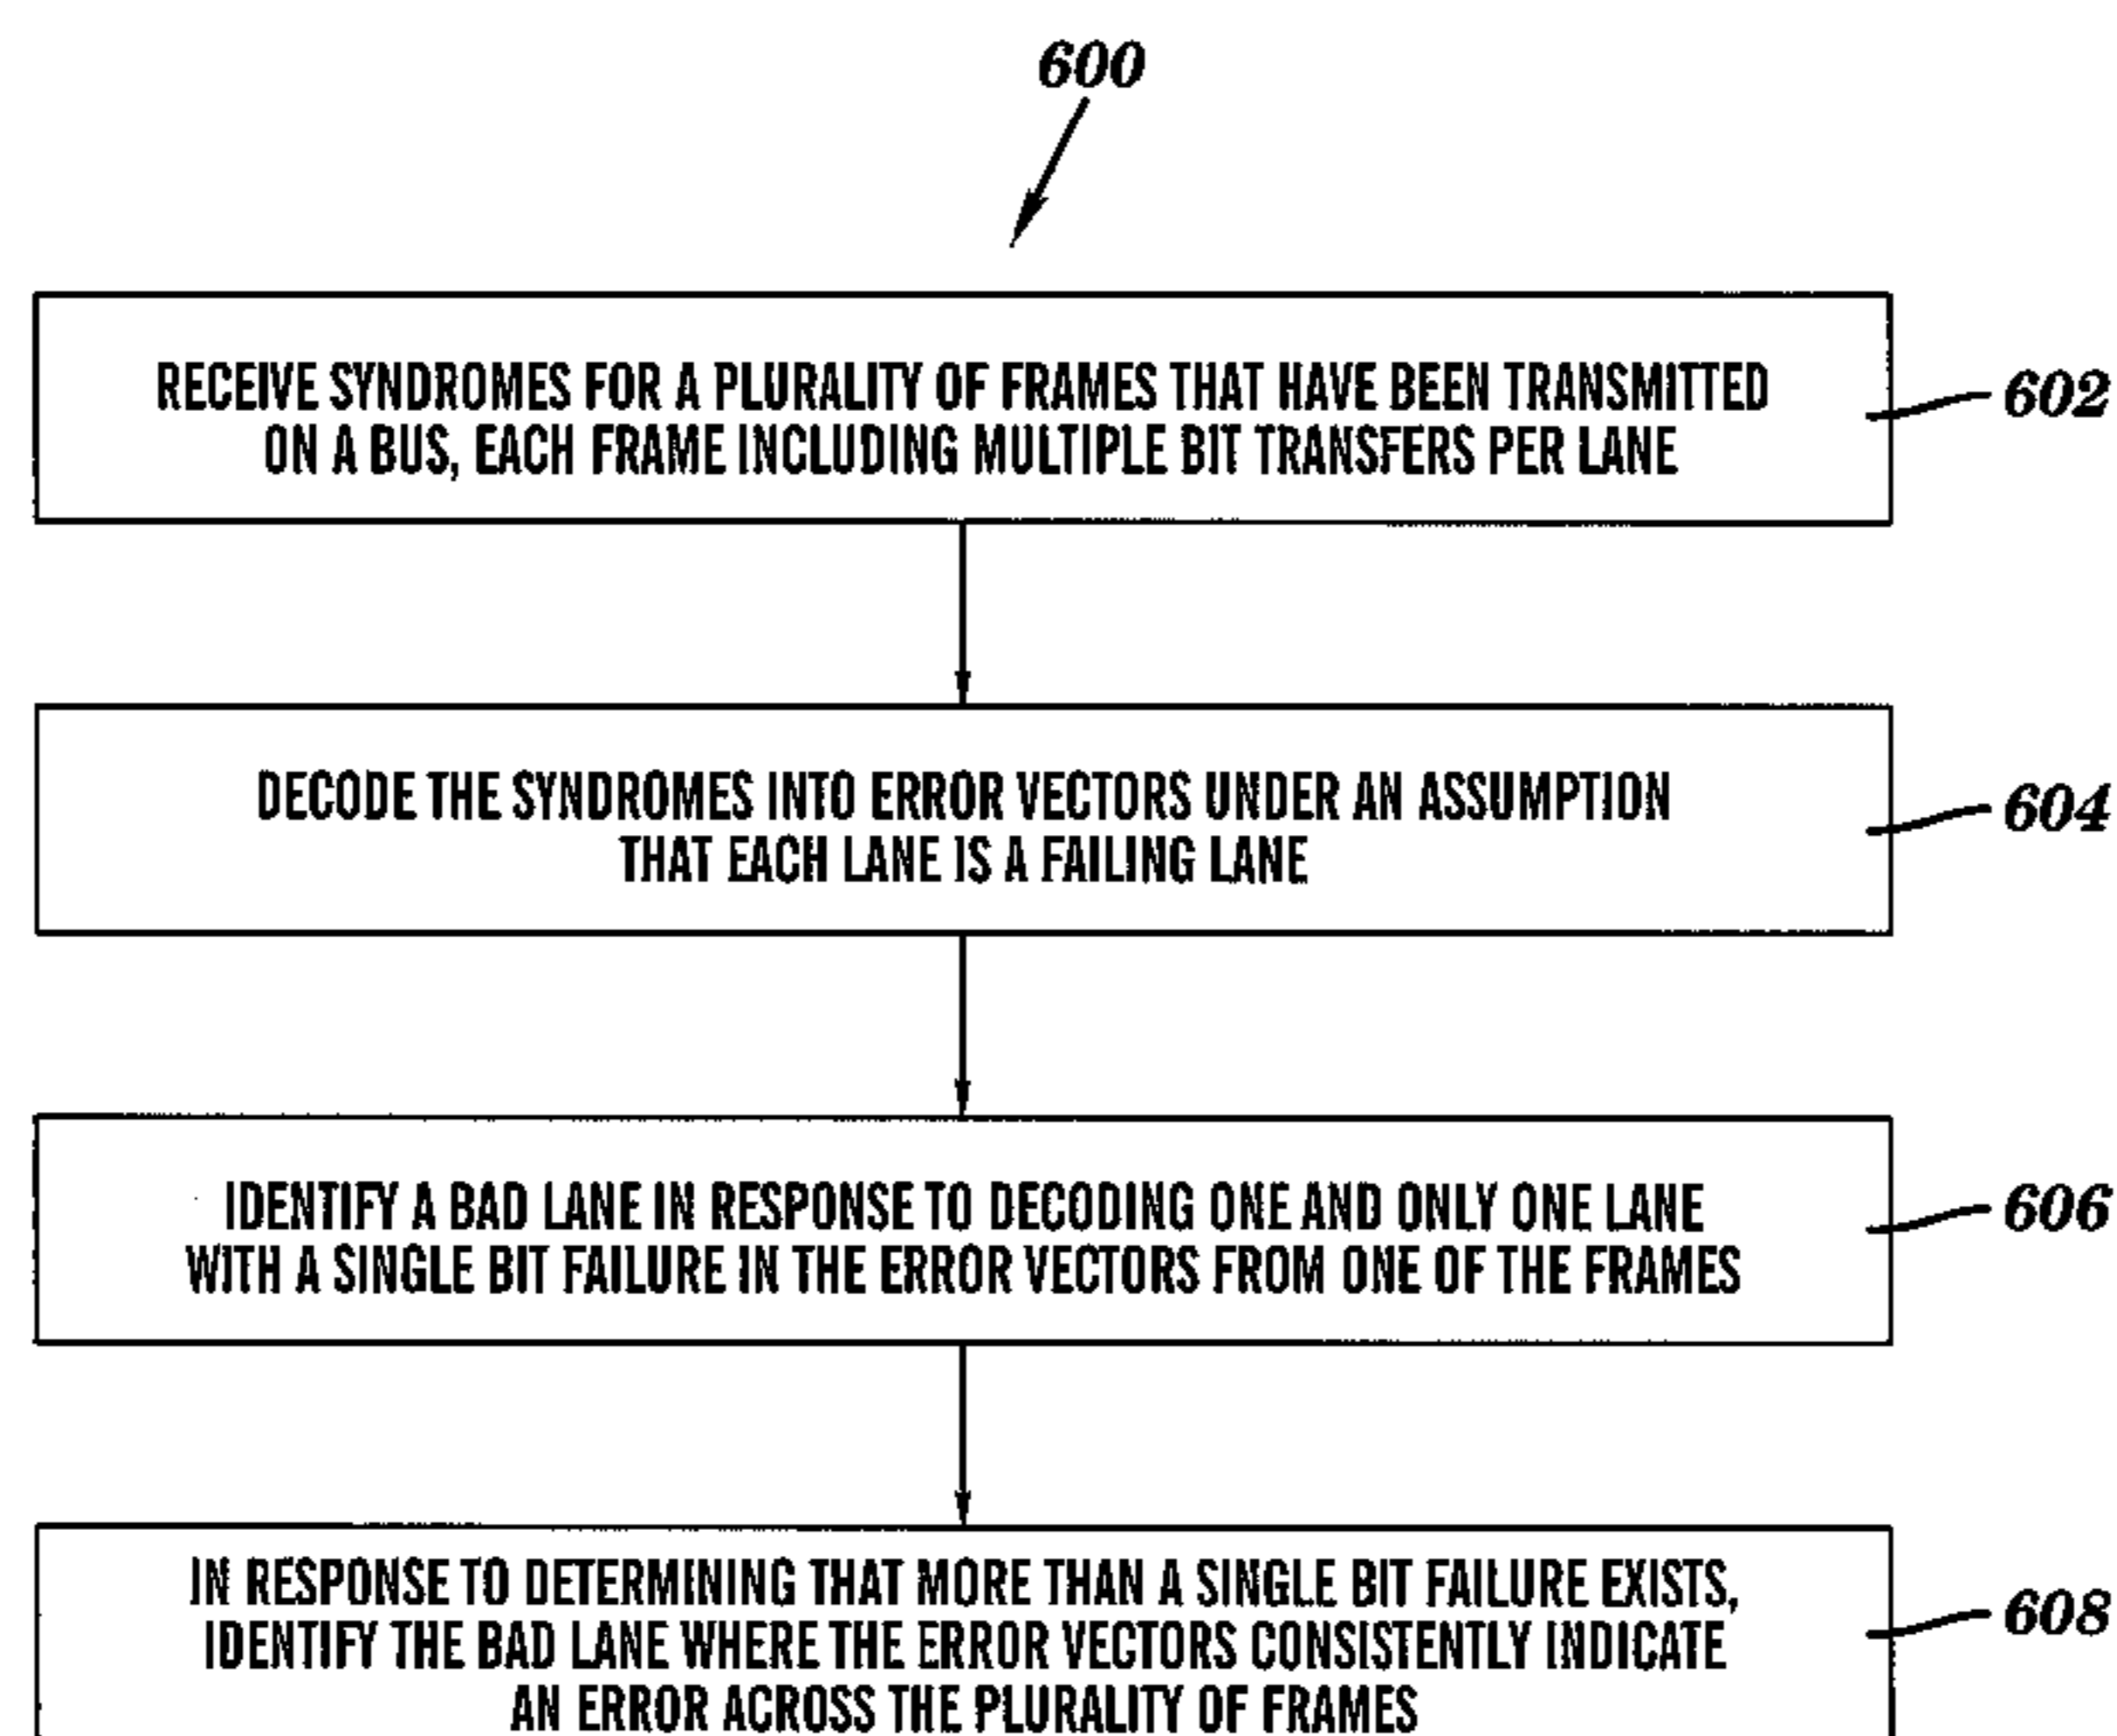 600
RECEIVE SYNDROMES FOR A PLURALITY OF FRAMES THAT HAVE BEEN TRANSMITTED
ON A BUS, EACH FRAME INCLUDING MULTIPLE BIT TRANSFERS PER LANE
602
DECODE THE SYNDROMES INTO ERROR VECTORS UNDER AN ASSUMPTION
THAT EACH LANE IS A FAILING LANE
604
IDENTIFY A BAD LANE IN RESPONSE TO DECODING ONE AND ONLY ONE LANE
WITH A SINGLE BIT FAILURE IN THE ERROR VECTORS FROM ONE OF THE FRAMES
606
IN RESPONSE TO DETERMINING THAT MORE THAN A SINGLE BIT FAILURE EXISTS,
IDENTIFY THE BAD LANE WHERE THE ERROR VECTORS CONSISTENTLY INDICATE
AN ERROR ACROSS THE PLURALITY OF FRAMES
608